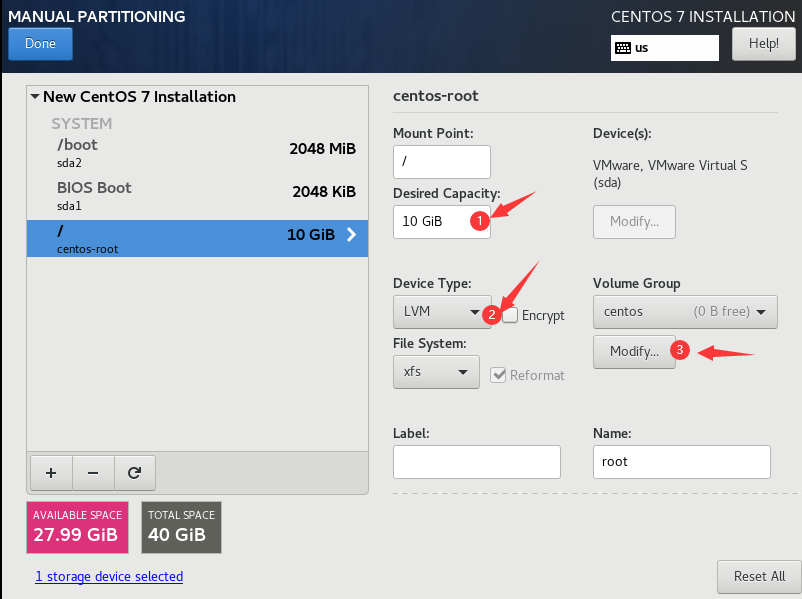 MANUAL PARTITIONING
CENTOS 7 INSTALLATION
Done
us
Help!
New CentOS 7 Installation
SYSTEM
/boot
2048 MiB
sda2
BIOS Boot
2048 KiB
sda1
/
10 GiB
centos-root
+
−
AVAILABLE SPACE
27.99 GiB
TOTAL SPACE
40 GiB
1 storage device selected
centos-root
Mount Point:
/
Desired Capacity:
10 GiB
1
Device(s):
VMware, VMware Virtual S
(sda)
Modify...
Device Type:
LVM
2
Encrypt
Volume Group
centos (0 B free)
Modify...
3
File System:
xfs
Reformat
Label:
Name:
root
Reset All